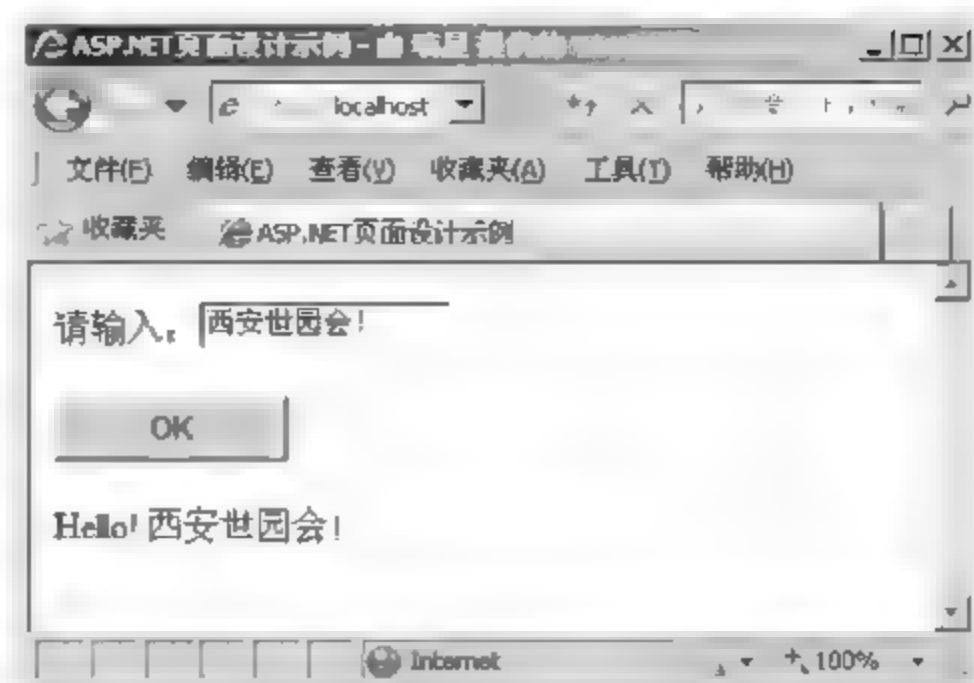 ASP.NET页面设计示例 -
localhost
文件(F) 编辑(E) 查看(V) 收藏夹(A) 工具(T) 帮助(H)
收藏夹 ASP.NET页面设计示例
请输入: 西安世园会!
OK
Hello! 西安世园会!
Internet 100%